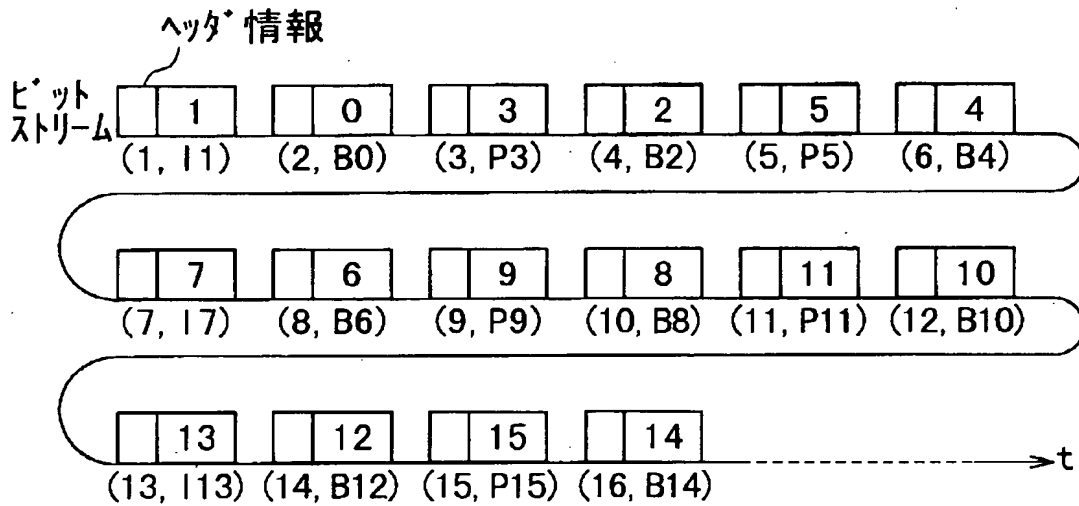 ヘッダ情報
ビット
ストリーム
1 0 3 2 5 4
(1, I1) (2, B0) (3, P3) (4, B2) (5, P5) (6, B4)
7 6 9 8 11 10
(7, I7) (8, B6) (9, P9) (10, B8) (11, P11) (12, B10)
13 12 15 14
t
(13, I13) (14, B12) (15, P15) (16, B14)